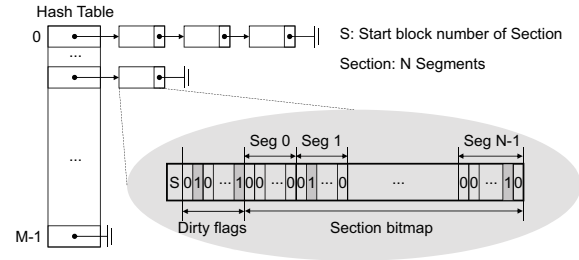 Hash Table
0
S: Start block number of Section
...
Section: N Segments
...
Seg 0 Seg 1 Seg N-1
S 0 1 0 ... 1 0 0 ... 0 0 1 ... 0 ... 0 0 ... 1 0
M-1
Dirty flags Section bitmap